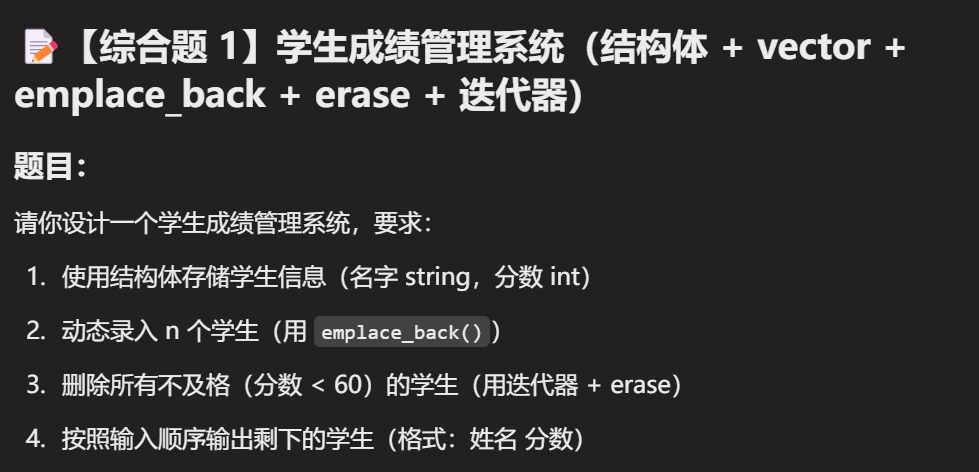 📝【综合题 1】学生成绩管理系统（结构体 + vector +
emplace_back + erase + 迭代器）
题目：
请你设计一个学生成绩管理系统，要求：
1. 使用结构体存储学生信息（名字 string，分数 int）
2. 动态录入 n 个学生（用 emplace_back()）
3. 删除所有不及格（分数 < 60）的学生（用迭代器 + erase）
4. 按照输入顺序输出剩下的学生（格式：姓名 分数）